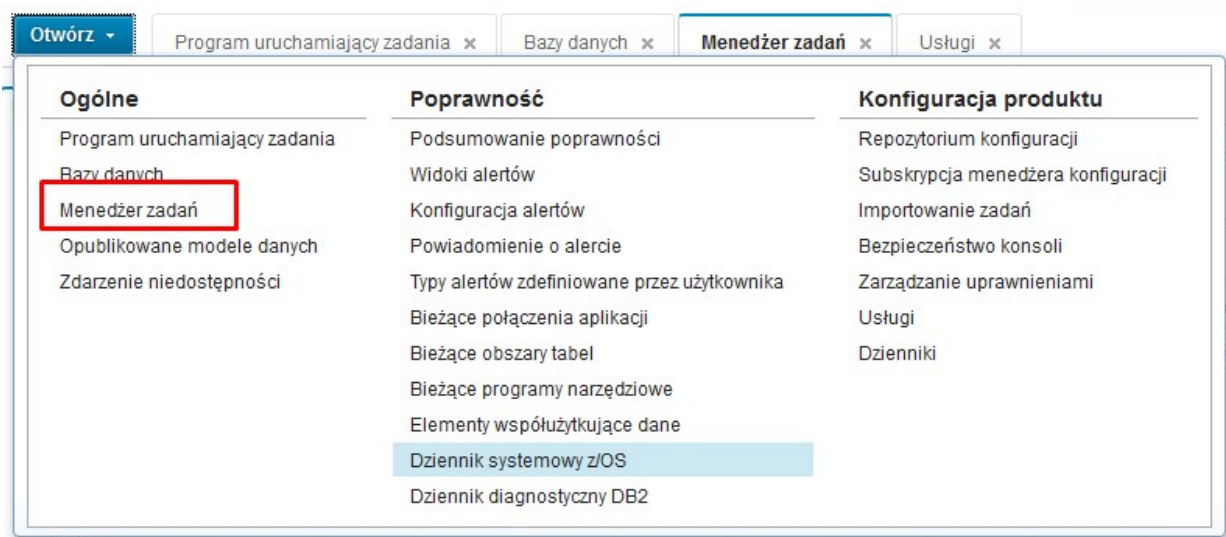 Otwórz
Program uruchamiający zadania ×
Bazy danych ×
Menedżer zadań ×
Usługi ×
Ogólne
Program uruchamiający zadania
Bazy danych
Menedżer zadań
Opublikowane modele danych
Zdarzenie niedostępności
Poprawność
Podsumowanie poprawności
Widoki alertów
Konfiguracja alertów
Powiadomienie o alercie
Typy alertów zdefiniowane przez użytkownika
Bieżące połączenia aplikacji
Bieżące obszary tabel
Bieżące programy narzędziowe
Elementy współużytkujące dane
Dziennik systemowy z/OS
Dziennik diagnostyczny DB2
Konfiguracja produktu
Repozytorium konfiguracji
Subskrypcja menedżera konfiguracji
Importowanie zadań
Bezpieczeństwo konsoli
Zarządzanie uprawnieniami
Usługi
Dzienniki